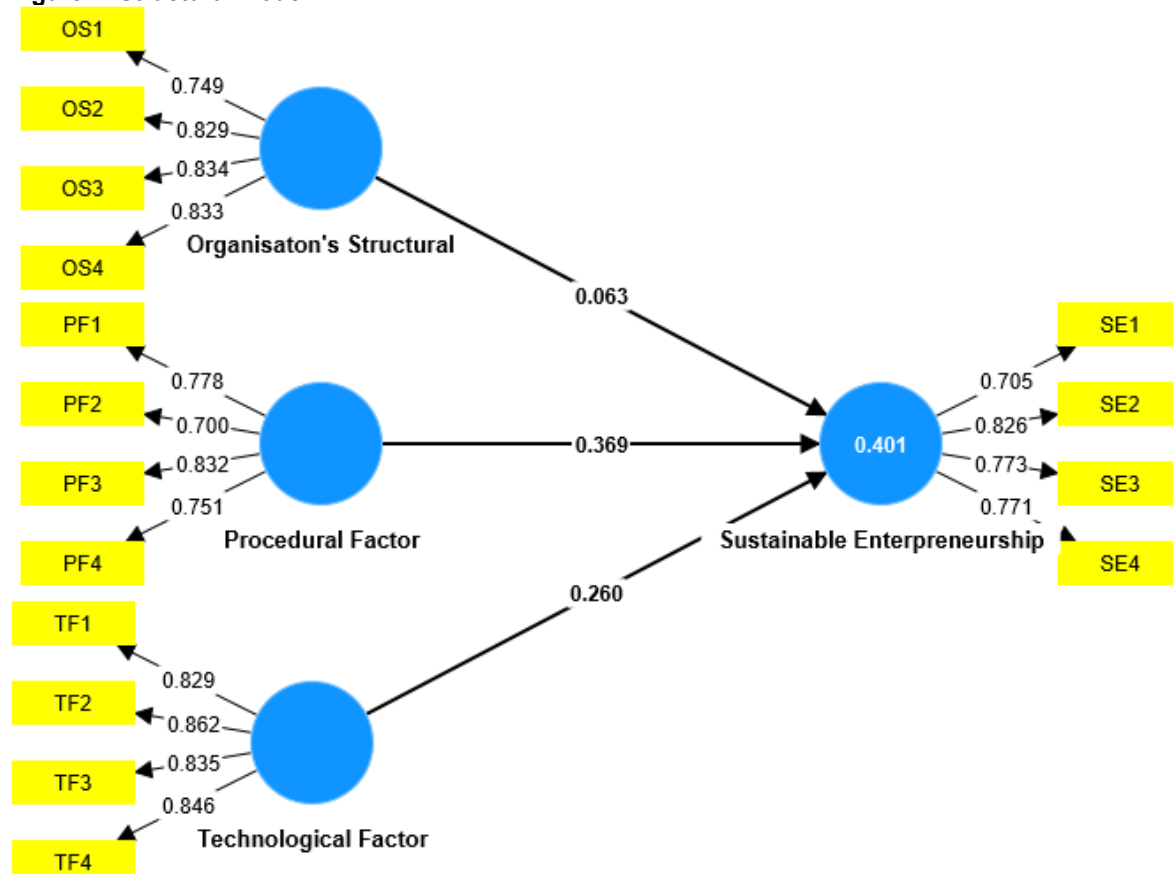 OS1
0.749
OS2
0.829
0.834
OS3
0.833
OS4
Organisaton's Structural
0.063
PF1
0.778
PF2
0.700
0.832
PF3
0.751
PF4
Procedural Factor
0.369
0.401
Sustainable Enterpreneurship
SE1
0.705
SE2
0.826
0.773
SE3
0.771
SE4
0.260
TF1
0.829
TF2
0.862
0.835
TF3
0.846
TF4
Technological Factor